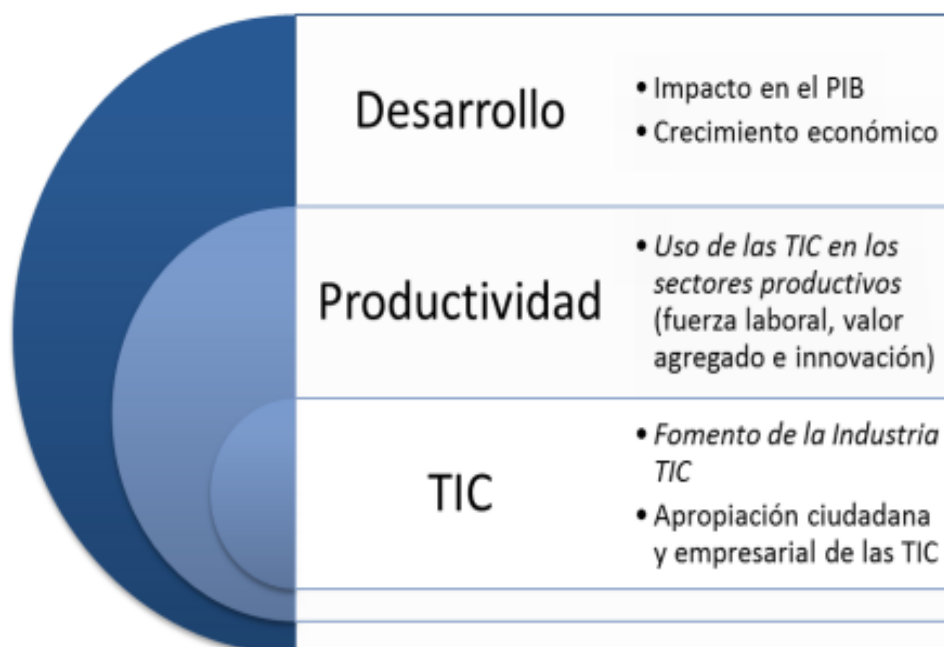 Desarrollo
• Impacto en el PIB
• Crecimiento económico
Productividad
• Uso de las TIC en los
sectores productivos
(fuerza laboral, valor
agregado e innovación)
TIC
• Fomento de la Industria
TIC
• Apropiación ciudadana
y empresarial de las TIC